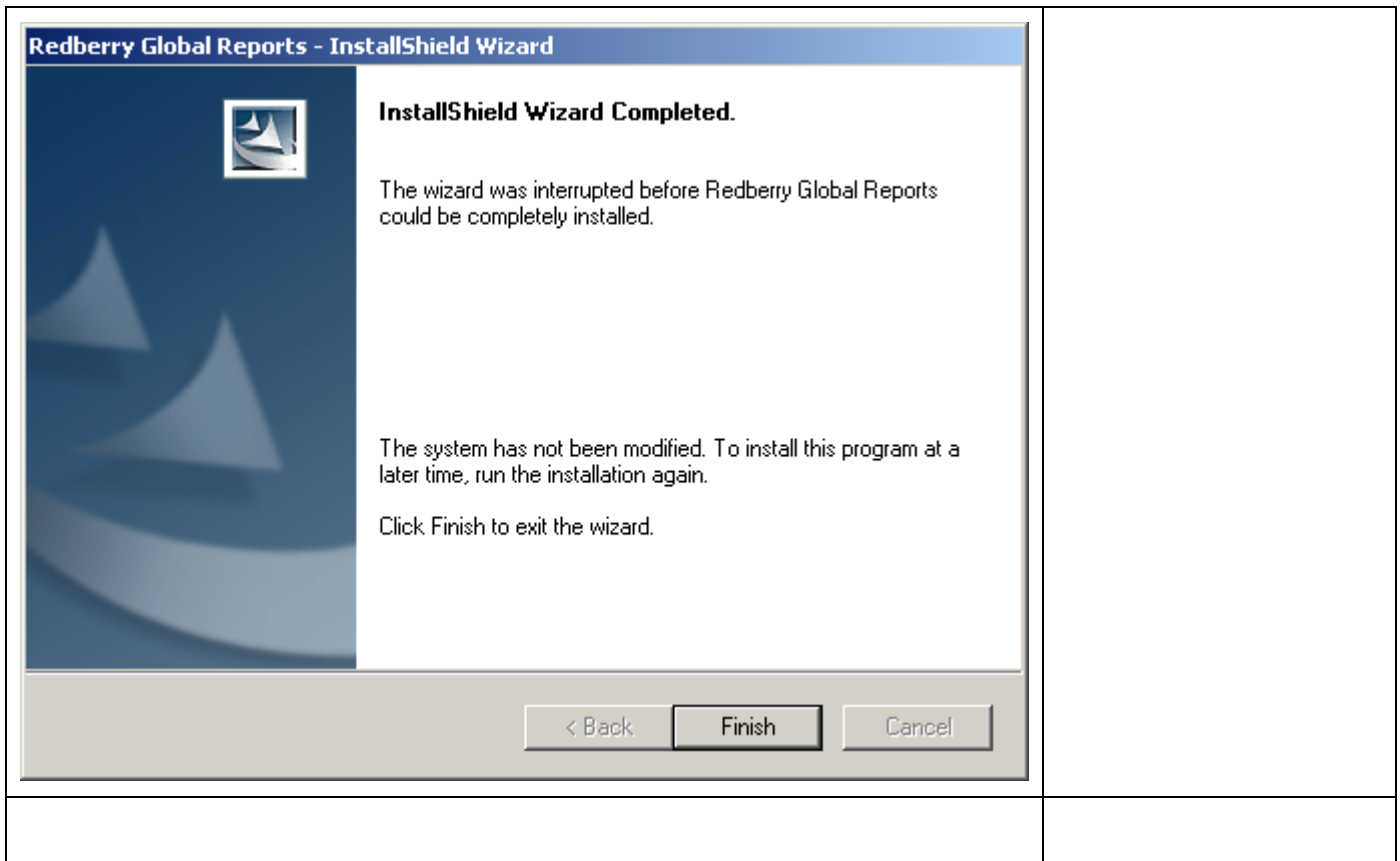 Redberry Global Reports - InstallShield Wizard
InstallShield Wizard Completed.
The wizard was interrupted before Redberry Global Reports
could be completely installed.
The system has not been modified. To install this program at a
later time, run the installation again.
Click Finish to exit the wizard.
< Back
Finish
Cancel